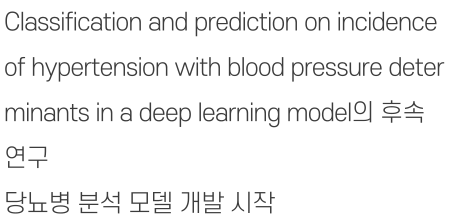 Classification and prediction on incidence
of hypertension with blood pressure deter
minants in a deep learning model의 후속
연구
당뇨병 분석 모델 개발 시작